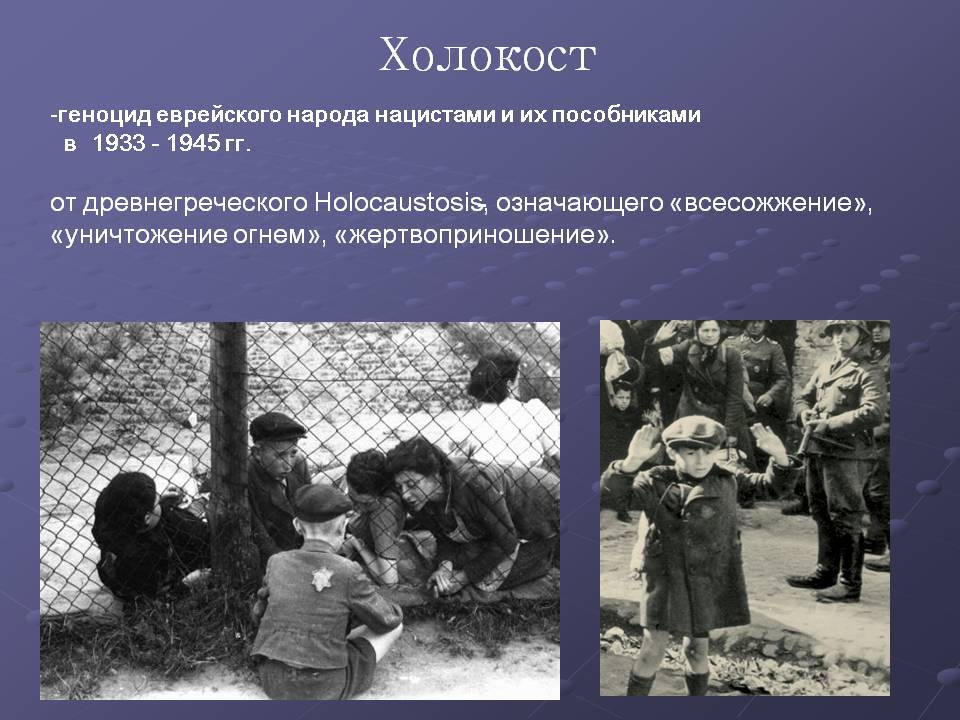 Холокост
-геноцид еврейского народа нацистами и их пособниками
в 1933 - 1945 гг.
от древнегреческого Holocaustosis, означающего «всесожжение»,
«уничтожение огнем», «жертвоприношение».